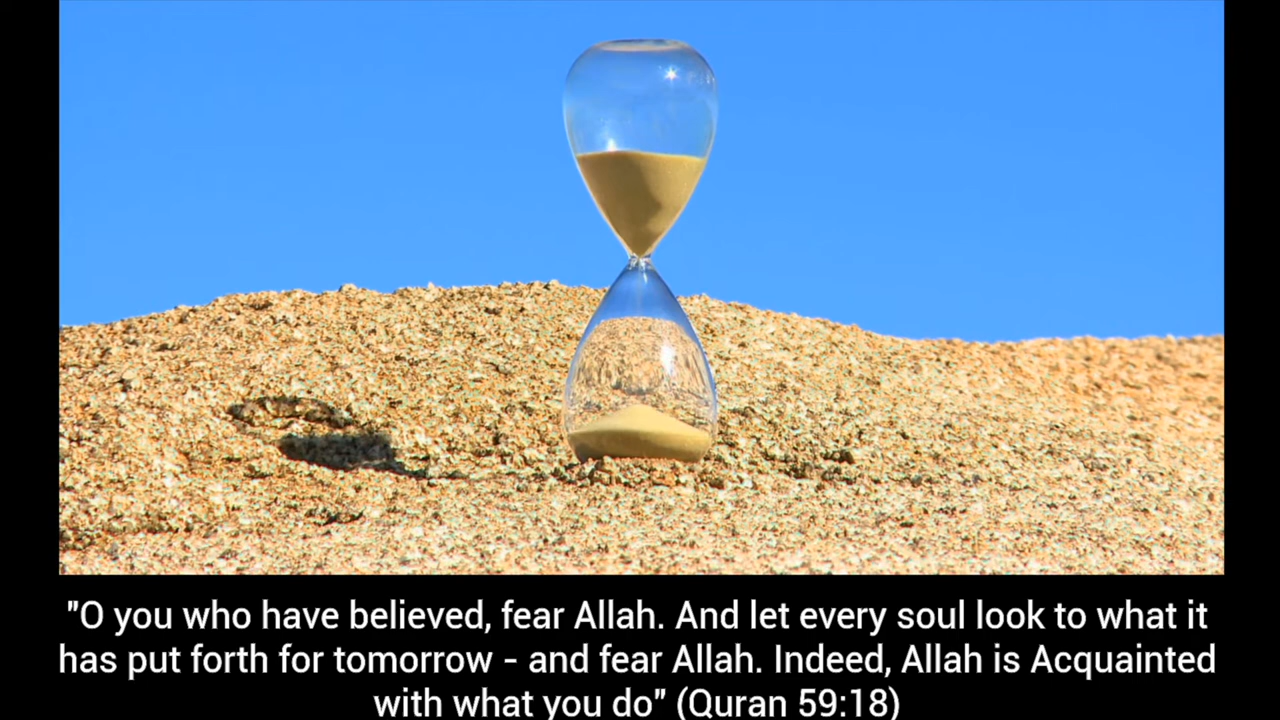 "O you who have believed, fear Allah. And let every soul look to what it
has put forth for tomorrow - and fear Allah. Indeed, Allah is Acquainted
with what you do" (Quran 59:18)